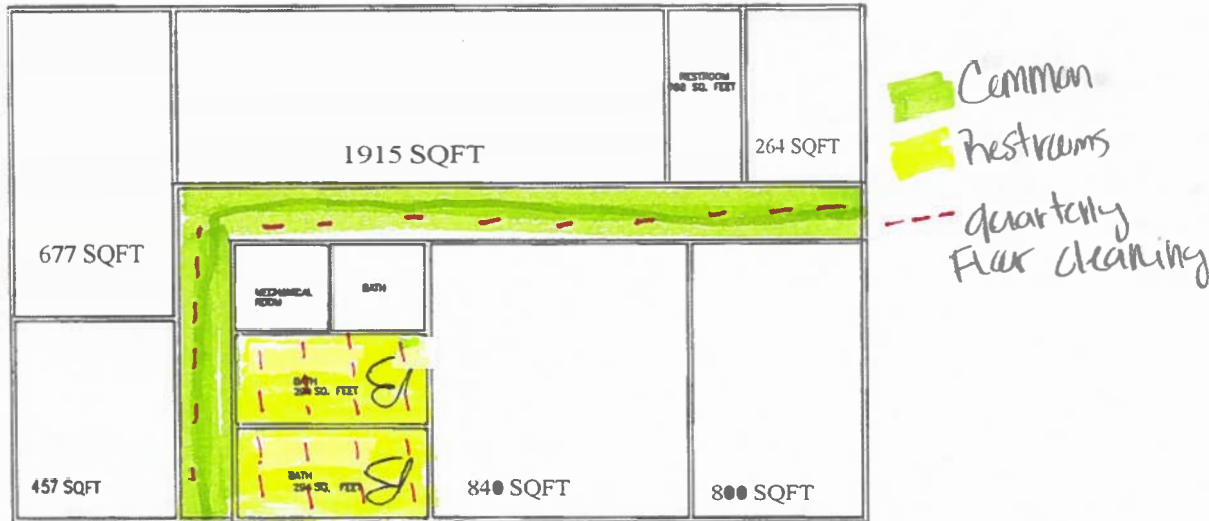 RESTROOM
SQ. FEET
1915 SQFT
264 SQFT
677 SQFT
MECHANICAL
ROOM
BATH
BATH
SQ. FEET
BATH
294 SQ. FEET
457 SQFT
840 SQFT
800 SQFT
Common
Restrooms
quarterly
Floor cleaning